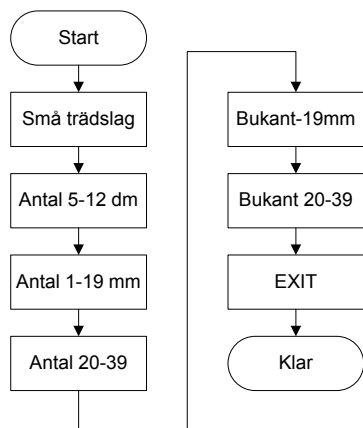 Start
Små trädslag
Antal 5-12 dm
Antal 1-19 mm
Antal 20-39
Bukant-19mm
Bukant 20-39
EXIT
Klar